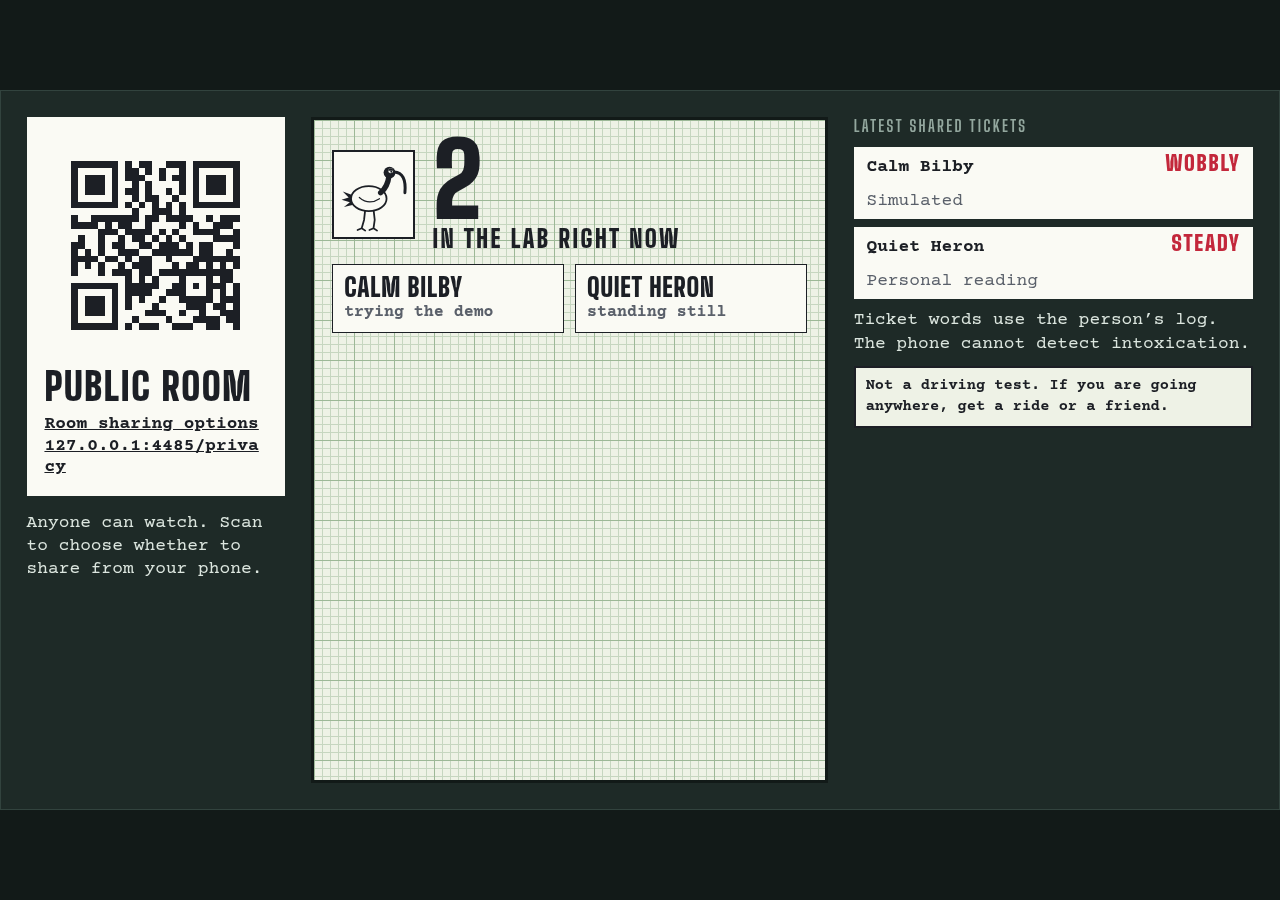 PUBLIC ROOM
Room sharing options
127.0.0.1:4485/priva
cy
Anyone can watch. Scan
to choose whether to
share from your phone.
2
IN THE LAB RIGHT NOW
CALM BILBY
trying the demo
QUIET HERON
standing still
LATEST SHARED TICKETS
Calm Bilby
WOBBLY
Simulated
Quiet Heron
STEADY
Personal reading
Ticket words use the person’s log.
The phone cannot detect intoxication.
Not a driving test. If you are going
anywhere, get a ride or a friend.